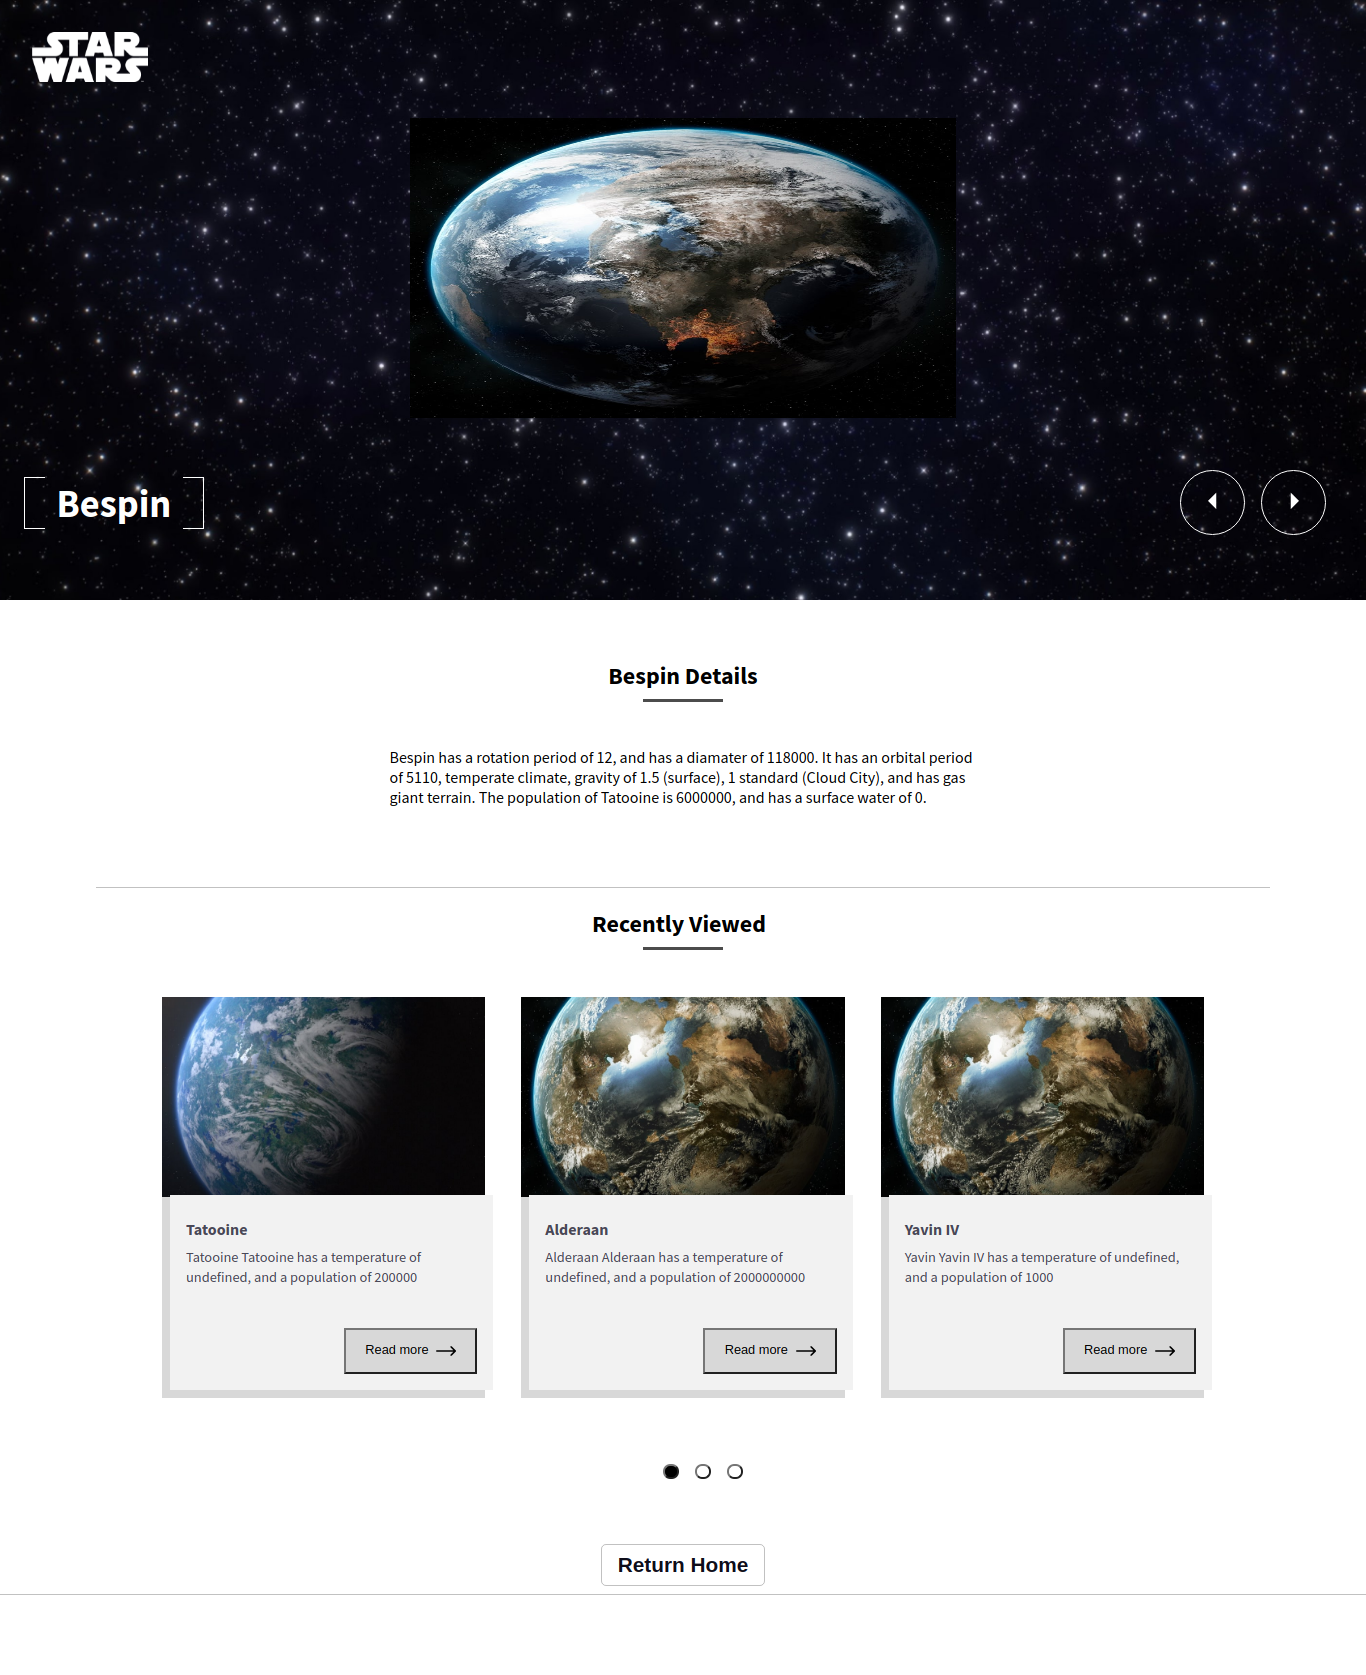 STAR
WARS
Bespin
Bespin Details
Bespin has a rotation period of 12, and has a diamater of 118000. It has an orbital period
of 5110, temperate climate, gravity of 1.5 (surface), 1 standard (Cloud City), and has gas
giant terrain. The population of Tatooine is 6000000, and has a surface water of 0.
Recently Viewed
Tatooine
Tatooine Tatooine has a temperature of
undefined, and a population of 200000
Read more
Alderaan
Alderaan Alderaan has a temperature of
undefined, and a population of 2000000000
Read more
Yavin IV
Yavin Yavin IV has a temperature of undefined,
and a population of 1000
Read more
Return Home